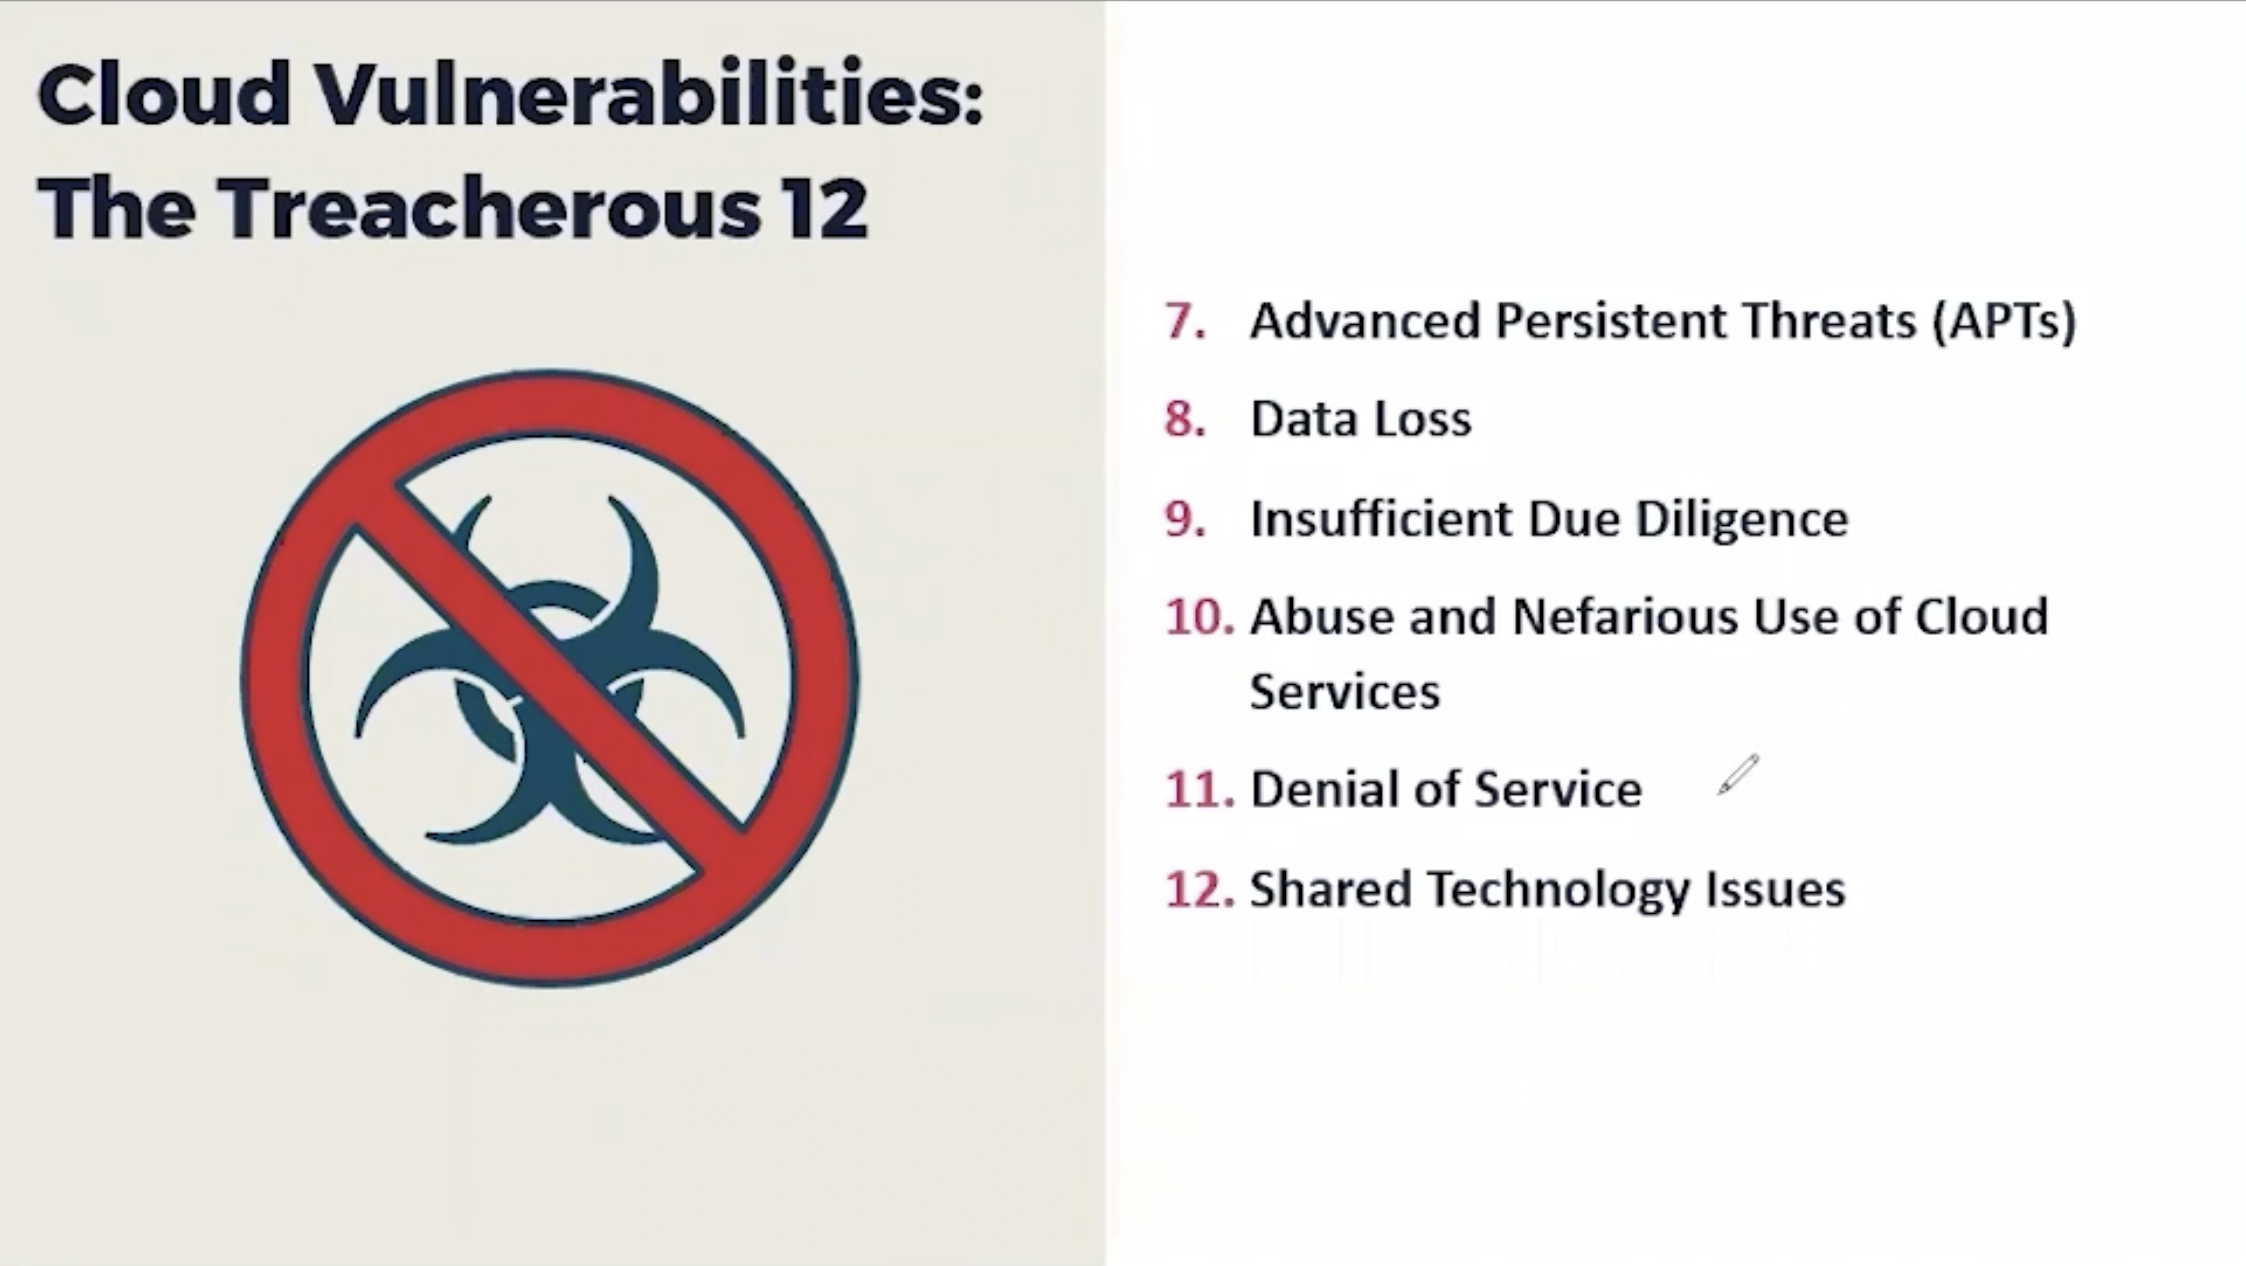 Cloud Vulnerabilities:
The Treacherous 12
7. Advanced Persistent Threats (APTs)
8. Data Loss
9. Insufficient Due Diligence
10. Abuse and Nefarious Use of Cloud
Services
11. Denial of Service
12. Shared Technology Issues